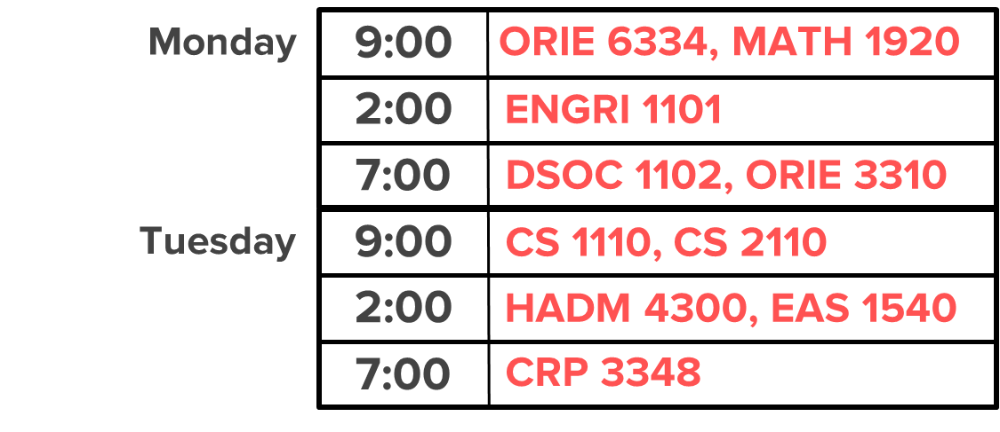 Monday 9:00 ORIE 6334, MATH 1920
2:00 ENGRI 1101
7:00 DSOC 1102, ORIE 3310
Tuesday 9:00 CS 1110, CS 2110
2:00 HADM 4300, EAS 1540
7:00 CRP 3348